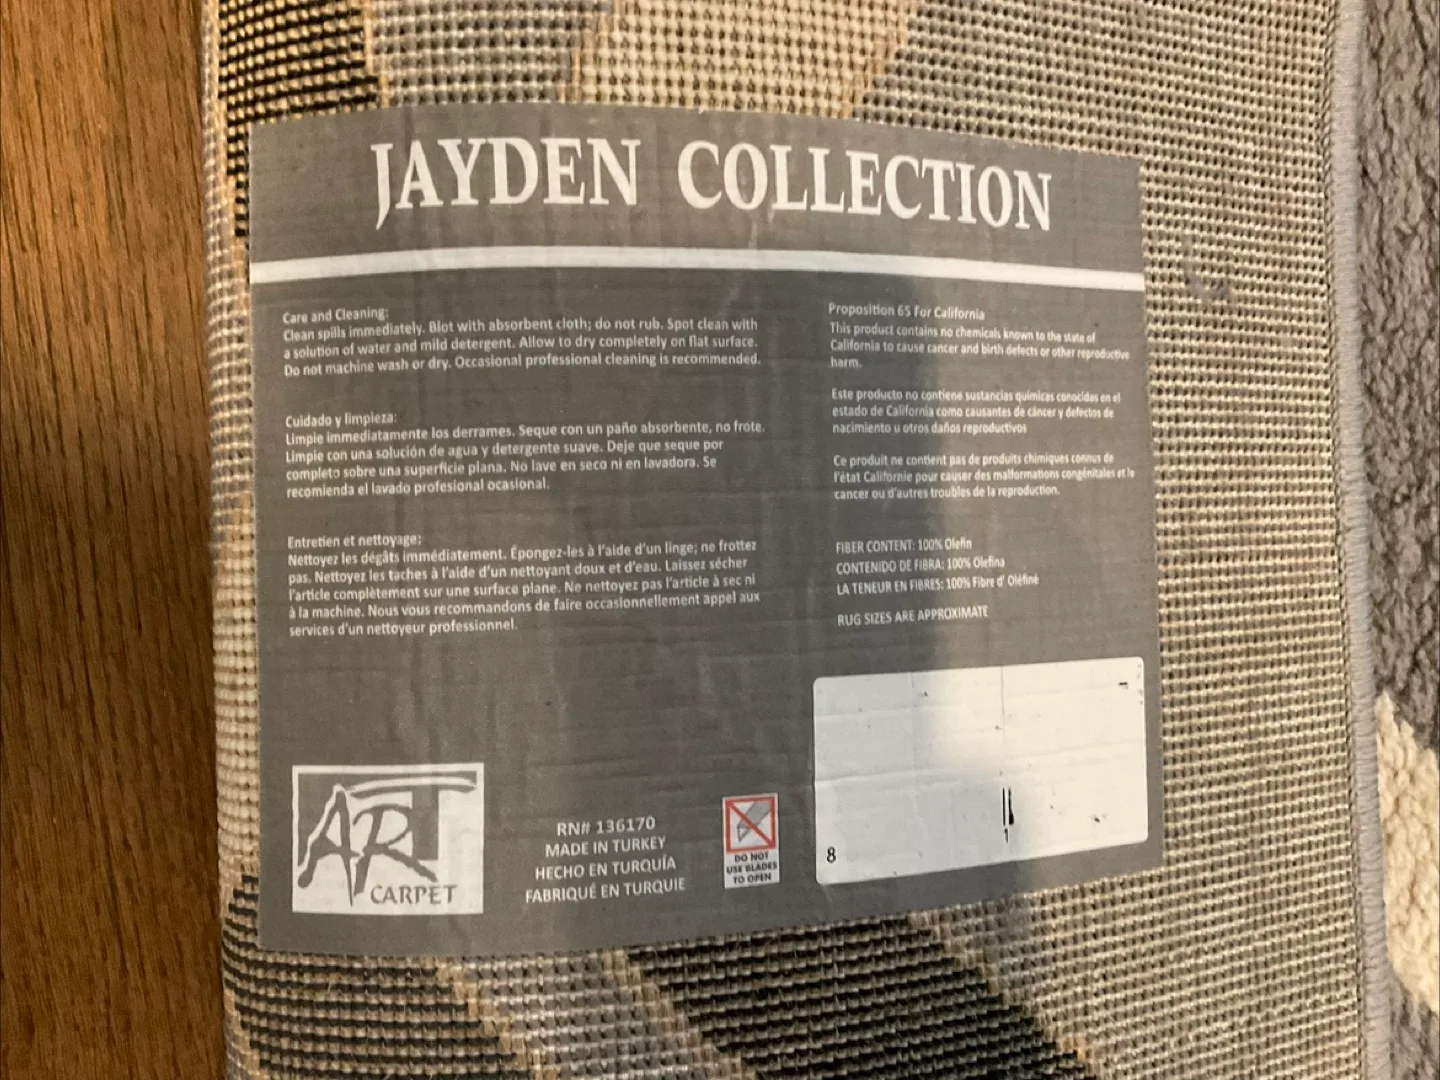 JAYDEN COLLECTION
Care and Cleaning:
Clean spills immediately. Blot with absorbent cloth; do not rub. Spot clean with
a solution of water and mild detergent. Allow to dry completely on flat surface.
Do not machine wash or dry. Occasional professional cleaning is recommended.
Cuidado y limpieza:
Limpie immediatamente los derrames. Seque con un paño absorbente, no frote.
Limpie con una solución de agua y detergente suave. Deje que seque por
completo sobre una superficie plana. No lave en seco ni en lavadora. Se
recomienda el lavado profesional ocasional.
Entretien et nettoyage:
Nettoyez les dégâts immédiatement. Épongez-les à l'aide d'un linge; ne frottez
pas. Nettoyez les taches à l'aide d'un nettoyant doux et d'eau. Laissez sécher
l'article complètement sur une surface plane. Ne nettoyez pas l'article à sec ni
à la machine. Nous vous recommandons de faire occasionnellement appel aux
services d'un nettoyeur professionnel.
Proposition 65 For California
This product contains no chemicals known to the state of
California to cause cancer and birth defects or other reproductive
harm.
Este producto no contiene sustancias químicas conocidas en el
estado de California como causantes de cáncer y defectos de
nacimiento u otros daños reproductivos
Ce produit ne contient pas de produits chimiques connus de
l'état Californie pour causer des malformations congénitales et le
cancer ou d'autres troubles de la reproduction.
FIBER CONTENT: 100% Olefin
CONTENIDO DE FIBRA: 100% Olefina
LA TENEUR EN FIBRES: 100% Fibre d' Oléfine
RUG SIZES ARE APPROXIMATE
ART
CARPET
RN# 136170
MADE IN TURKEY
HECHO EN TURQUÍA
FABRIQUÉ EN TURQUIE
DO NOT
USE BLADES
TO OPEN
8
1